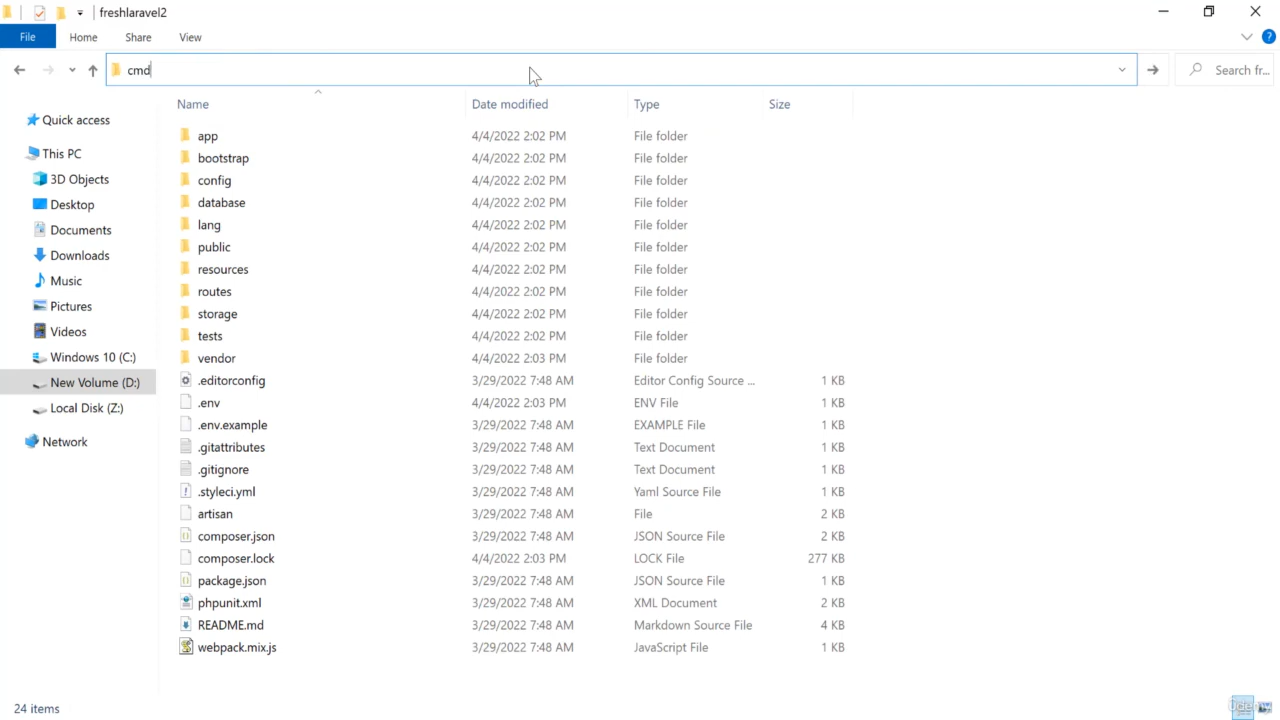 freshlaravel2
File Home Share View
cmd
Search fr...
Name Date modified Type Size
Quick access
This PC
3D Objects
Desktop
Documents
Downloads
Music
Pictures
Videos
Windows 10 (C:)
New Volume (D:)
Local Disk (Z:)
Network
app 4/4/2022 2:02 PM File folder
bootstrap 4/4/2022 2:02 PM File folder
config 4/4/2022 2:02 PM File folder
database 4/4/2022 2:02 PM File folder
lang 4/4/2022 2:02 PM File folder
public 4/4/2022 2:02 PM File folder
resources 4/4/2022 2:02 PM File folder
routes 4/4/2022 2:02 PM File folder
storage 4/4/2022 2:02 PM File folder
tests 4/4/2022 2:02 PM File folder
vendor 4/4/2022 2:03 PM File folder
.editorconfig 3/29/2022 7:48 AM Editor Config Source ... 1 KB
.env 4/4/2022 2:03 PM ENV File 1 KB
.env.example 3/29/2022 7:48 AM EXAMPLE File 1 KB
.gitattributes 3/29/2022 7:48 AM Text Document 1 KB
.gitignore 3/29/2022 7:48 AM Text Document 1 KB
.styleci.yml 3/29/2022 7:48 AM Yaml Source File 1 KB
artisan 3/29/2022 7:48 AM File 2 KB
composer.json 3/29/2022 7:48 AM JSON Source File 2 KB
composer.lock 4/4/2022 2:03 PM LOCK File 277 KB
package.json 3/29/2022 7:48 AM JSON Source File 1 KB
phpunit.xml 3/29/2022 7:48 AM XML Document 2 KB
README.md 3/29/2022 7:48 AM Markdown Source File 4 KB
webpack.mix.js 3/29/2022 7:48 AM JavaScript File 1 KB
24 items